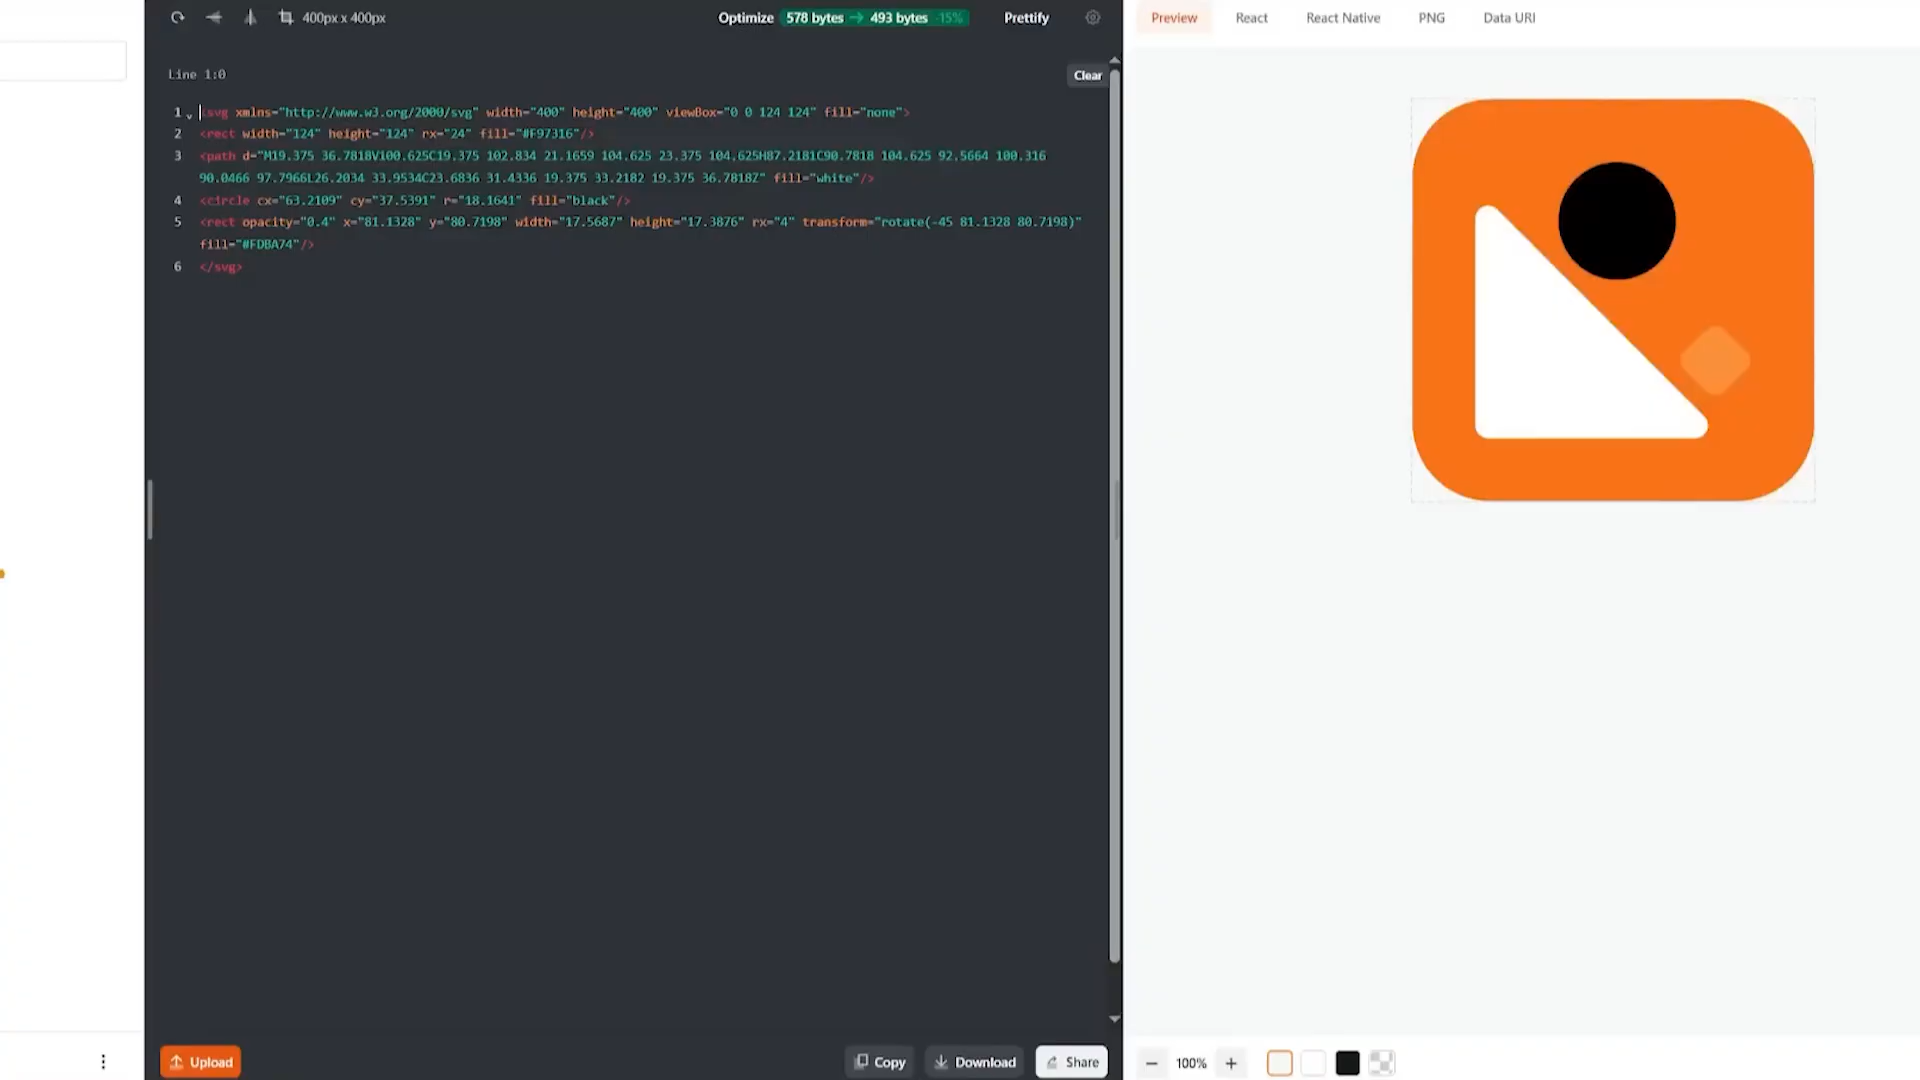 400px x 400px Optimize 578 bytes → 493 bytes -15% Prettify
Preview React React Native PNG Data URI
Line 1:0
Clear
1 <svg xmlns="http://www.w3.org/2000/svg" width="400" height="400" viewBox="0 0 124 124" fill="none">
2 <rect width="124" height="124" rx="24" fill="#F97316"/>
3 <path d="M19.375 36.7818V100.625C19.375 102.834 21.1659 104.625 23.375 104.625H87.2181C90.7818 104.625 92.5664 100.316
90.0466 97.7966L26.2034 33.9534C23.6836 31.4336 19.375 33.2182 19.375 36.7818Z" fill="white"/>
4 <circle cx="63.2109" cy="37.5391" r="18.1641" fill="black"/>
5 <rect opacity="0.4" x="81.1328" y="80.7198" width="17.5687" height="17.3876" rx="4" transform="rotate(-45 81.1328 80.7198)"
fill="#FDBA74"/>
6 </svg>
Upload Copy Download Share
100%